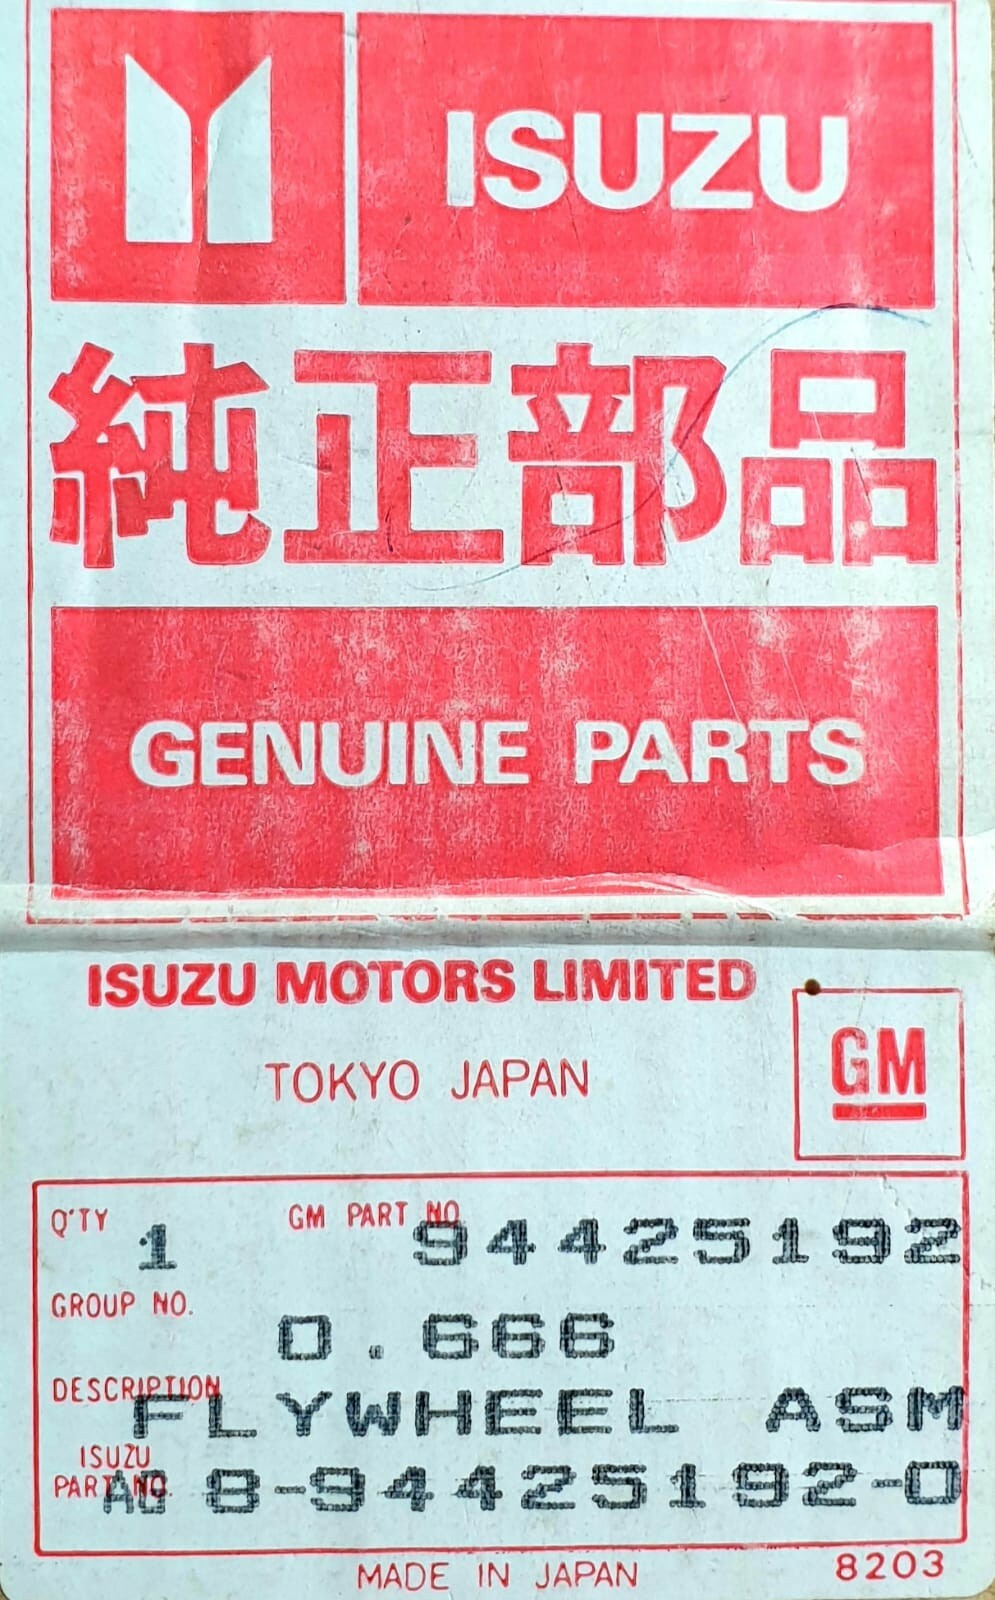 ISUZU
純正部品
GENUINE PARTS
ISUZU MOTORS LIMITED
TOKYO JAPAN
GM
Q'TY 1 GM PART NO. 94425192
GROUP NO. 0.666
DESCRIPTION FLYWHEEL ASM
ISUZU
PART NO. AG 8-94425192-0
MADE IN JAPAN 8203